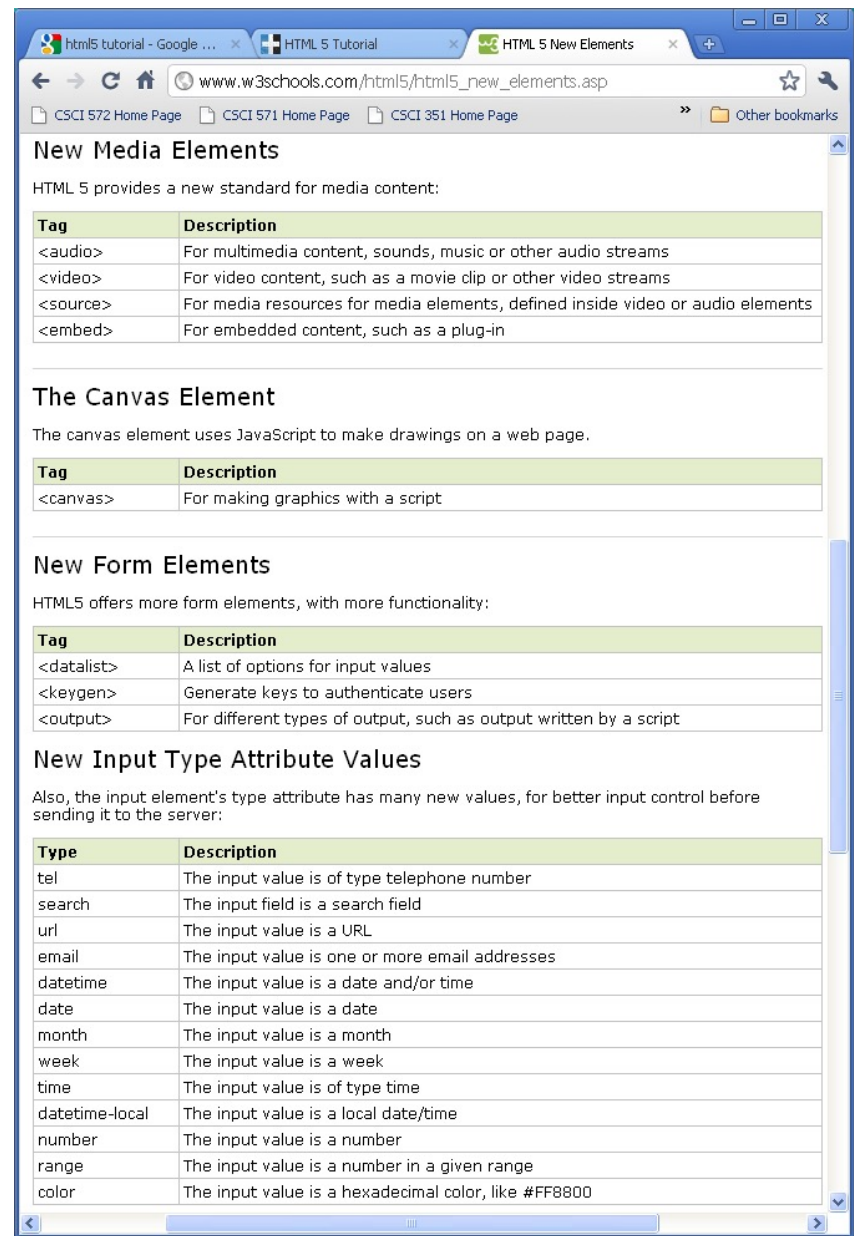 html5 tutorial - Google ...
HTML 5 Tutorial
HTML 5 New Elements
www.w3schools.com/html5/html5_new_elements.asp
CSCI 572 Home Page
CSCI 571 Home Page
CSCI 351 Home Page
»
Other bookmarks
New Media Elements
HTML 5 provides a new standard for media content:
Tag Description
<audio> For multimedia content, sounds, music or other audio streams
<video> For video content, such as a movie clip or other video streams
<source> For media resources for media elements, defined inside video or audio elements
<embed> For embedded content, such as a plug-in
The Canvas Element
The canvas element uses JavaScript to make drawings on a web page.
Tag Description
<canvas> For making graphics with a script
New Form Elements
HTML5 offers more form elements, with more functionality:
Tag Description
<datalist> A list of options for input values
<keygen> Generate keys to authenticate users
<output> For different types of output, such as output written by a script
New Input Type Attribute Values
Also, the input element's type attribute has many new values, for better input control before
sending it to the server:
Type Description
tel The input value is of type telephone number
search The input field is a search field
url The input value is a URL
email The input value is one or more email addresses
datetime The input value is a date and/or time
date The input value is a date
month The input value is a month
week The input value is a week
time The input value is of type time
datetime-local The input value is a local date/time
number The input value is a number
range The input value is a number in a given range
color The input value is a hexadecimal color, like #FF8800